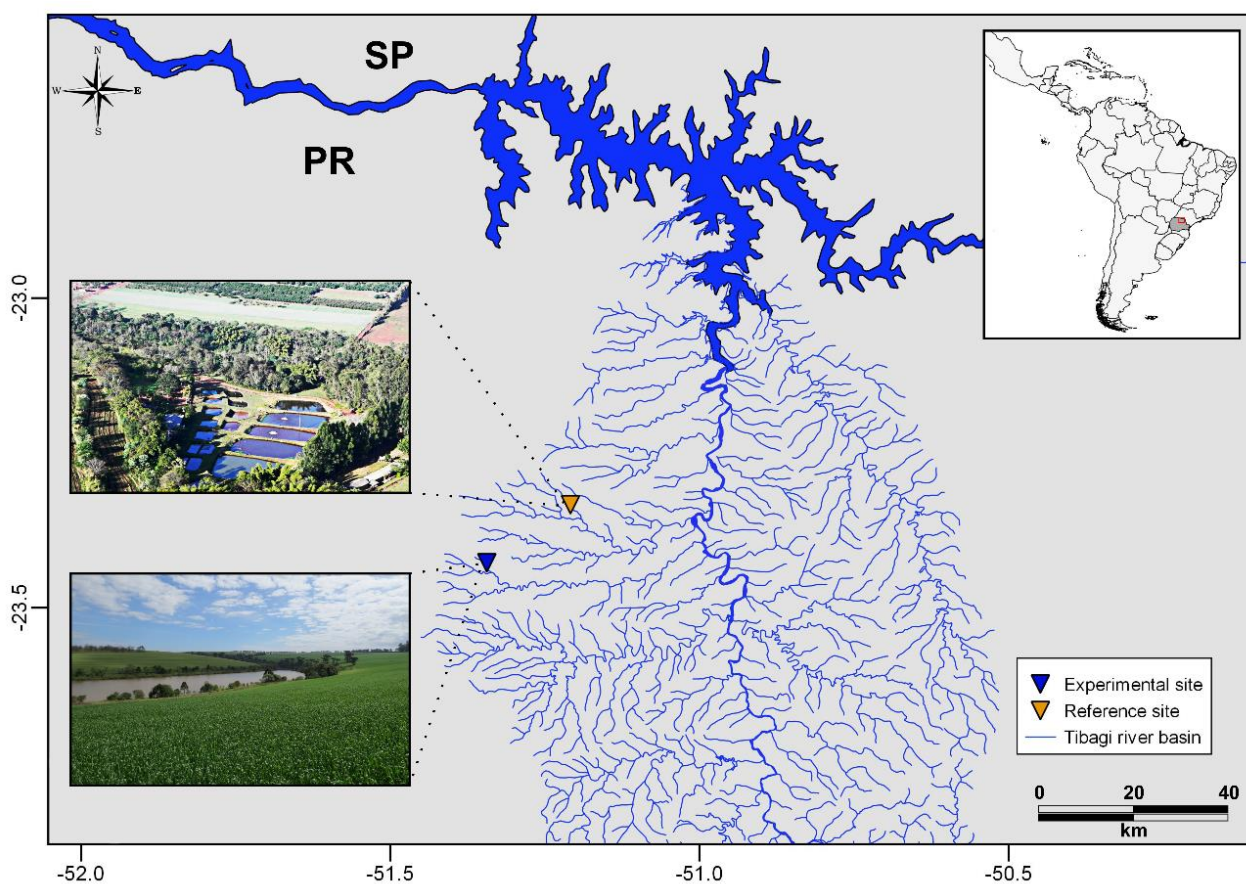 SP
PR
N
W
E
S
-23.0
-23.5
Experimental site
Reference site
Tibagi river basin
0 20 40
km
-52.0 -51.5 -51.0 -50.5